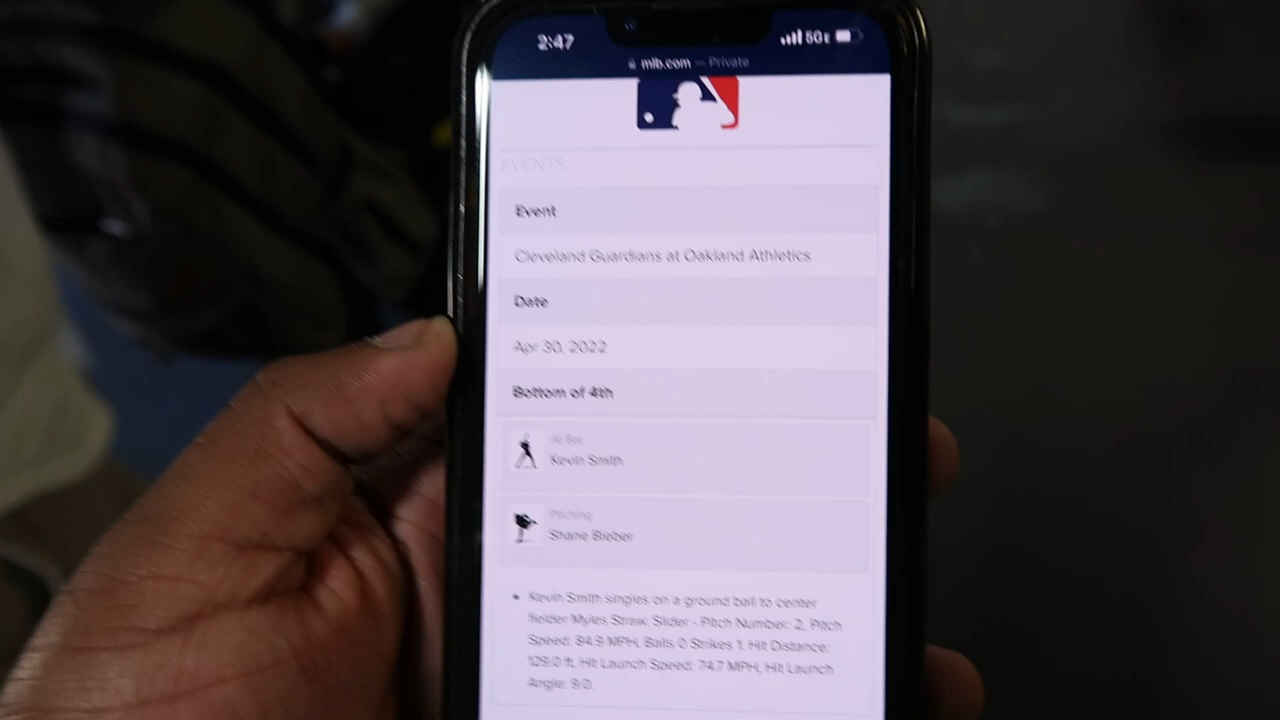 2:47
5GE
mlb.com — Private
EVENTS
Event
Cleveland Guardians at Oakland Athletics
Date
Apr 30, 2022
Bottom of 4th
At Bat
Kevin Smith
Pitching
Shane Bieber
Kevin Smith singles on a ground ball to center
fielder Myles Straw. Slider - Pitch Number: 2, Pitch
Speed: 84.9 MPH, Balls 0 Strikes 1. Hit Distance:
129.0 ft, Hit Launch Speed: 74.7 MPH, Hit Launch
Angle: 9.0.